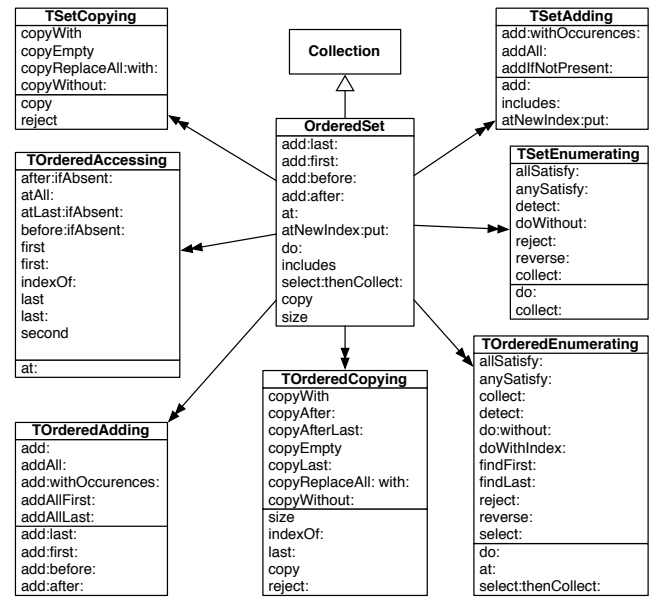 TSetCopying
copyWith
copyEmpty
copyReplaceAll:with:
copyWithout:
copy
reject
Collection
TSetAdding
add:withOccurences:
addAll:
addIfNotPresent:
add:
includes:
atNewIndex:put:
OrderedSet
add:last:
add:first:
add:before:
add:after:
at:
atNewIndex:put:
do:
includes
select:thenCollect:
copy
size
TOrderedAccessing
after:ifAbsent:
atAll:
atLast:ifAbsent:
before:ifAbsent:
first
first:
indexOf:
last
last:
second
at:
TSetEnumerating
allSatisfy:
anySatisfy:
detect:
doWithout:
reject:
reverse:
collect:
do:
collect:
TOrderedAdding
add:
addAll:
add:withOccurences:
addAllFirst:
addAllLast:
add:last:
add:first:
add:before:
add:after:
TOrderedCopying
copyWith
copyAfter:
copyAfterLast:
copyEmpty
copyLast:
copyReplaceAll: with:
copyWithout:
size
indexOf:
last:
copy
reject:
TOrderedEnumerating
allSatisfy:
anySatisfy:
collect:
detect:
do:without:
doWithIndex:
findFirst:
findLast:
reject:
reverse:
select:
do:
at:
select:thenCollect: